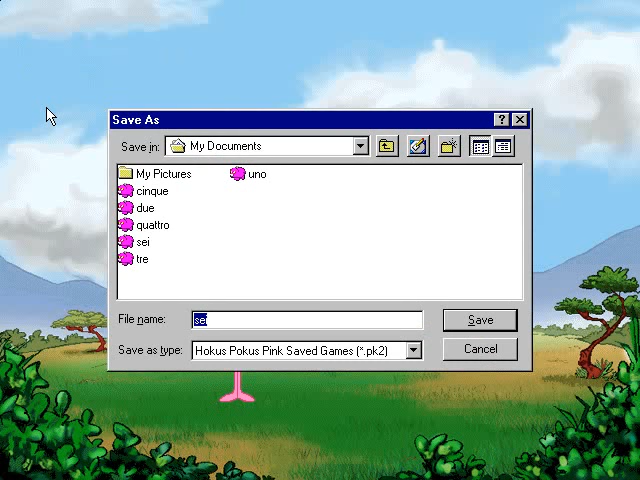 Save As
Save in: My Documents
My Pictures uno
cinque
due
quattro
sei
tre
File name: sei Save
Save as type: Hokus Pokus Pink Saved Games (*.pk2) Cancel